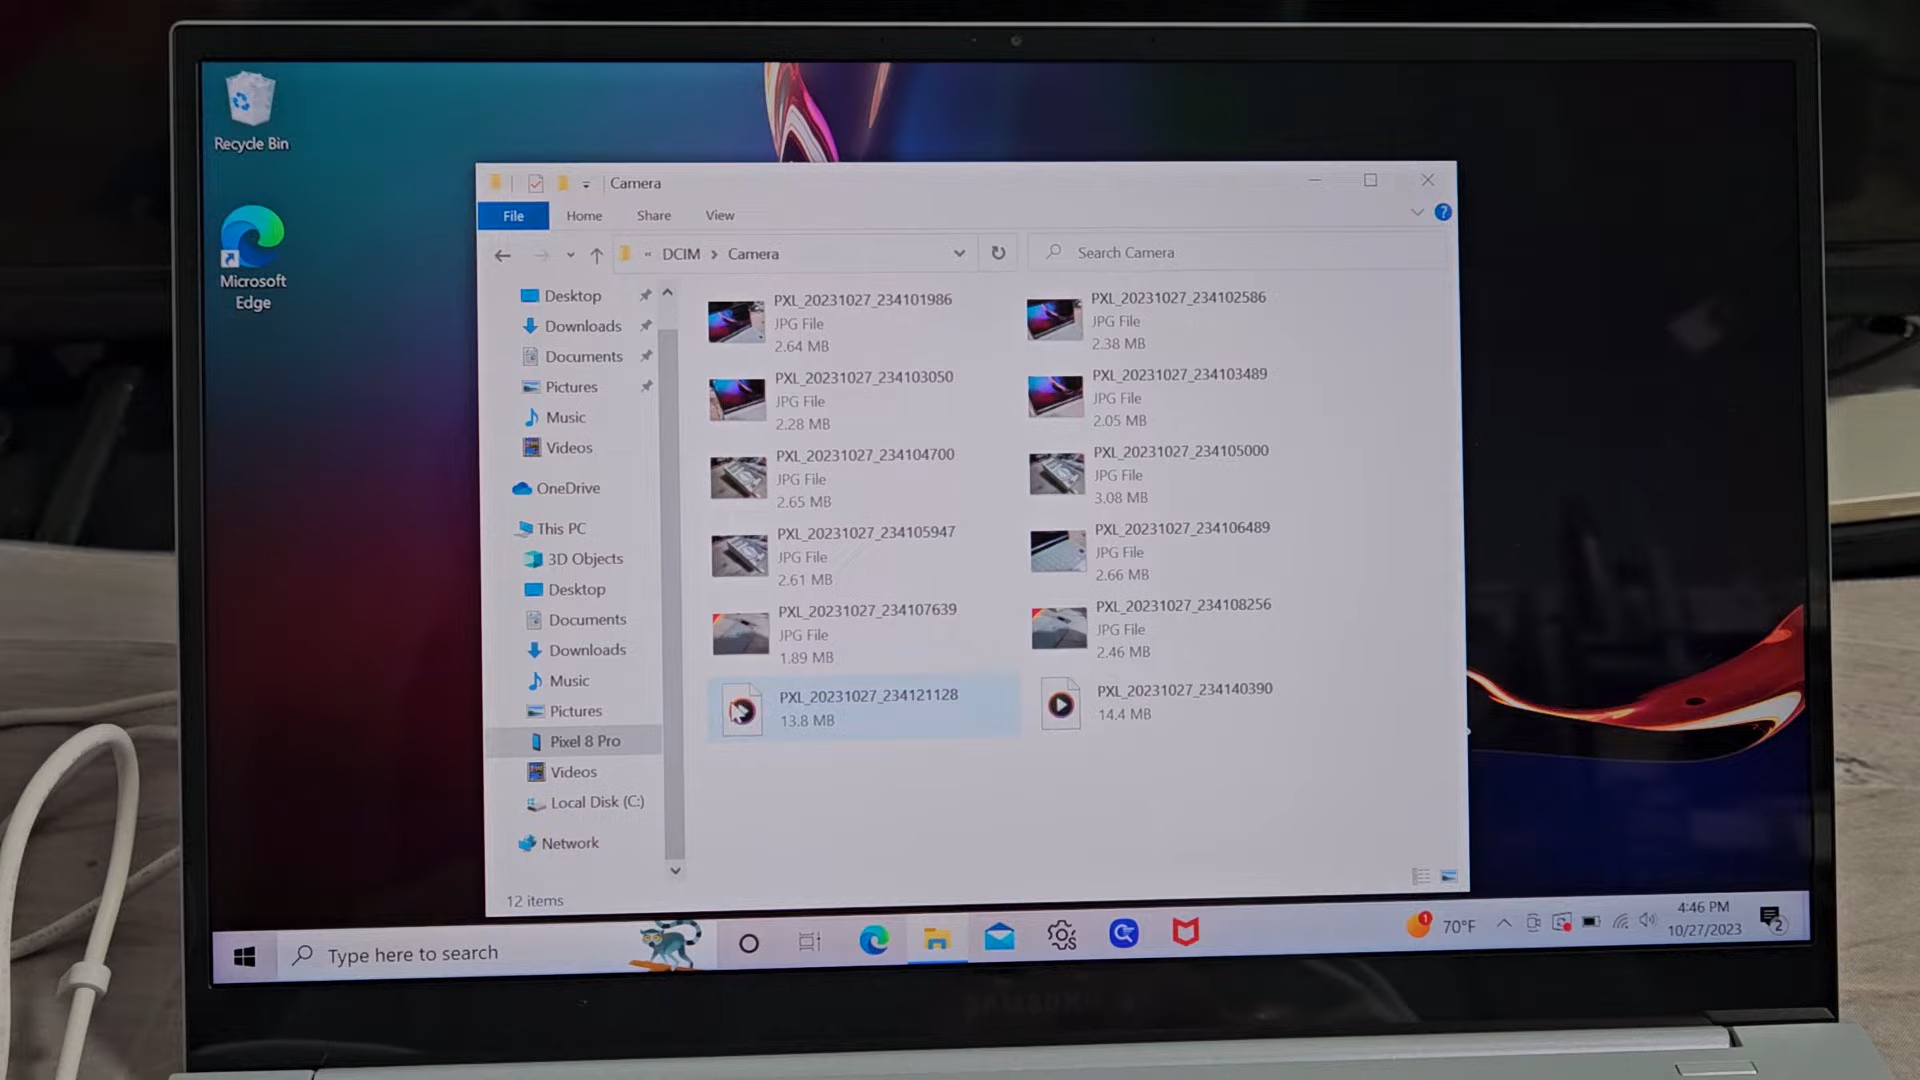 Recycle Bin
Microsoft
Edge
Camera
File
Home
Share
View
?
« DCIM > Camera
Search Camera
Desktop
Downloads
Documents
Pictures
Music
Videos
OneDrive
This PC
3D Objects
Desktop
Documents
Downloads
Music
Pictures
Pixel 8 Pro
Videos
Local Disk (C:)
Network
PXL_20231027_234101986
JPG File
2.64 MB
PXL_20231027_234102586
JPG File
2.38 MB
PXL_20231027_234103050
JPG File
2.28 MB
PXL_20231027_234103489
JPG File
2.05 MB
PXL_20231027_234104700
JPG File
2.65 MB
PXL_20231027_234105000
JPG File
3.08 MB
PXL_20231027_234105947
JPG File
2.61 MB
PXL_20231027_234106489
JPG File
2.66 MB
PXL_20231027_234107639
JPG File
1.89 MB
PXL_20231027_234108256
JPG File
2.46 MB
PXL_20231027_234121128
13.8 MB
PXL_20231027_234140390
14.4 MB
12 items
Type here to search
1
70°F
4:46 PM
10/27/2023
2
SAMSUNG